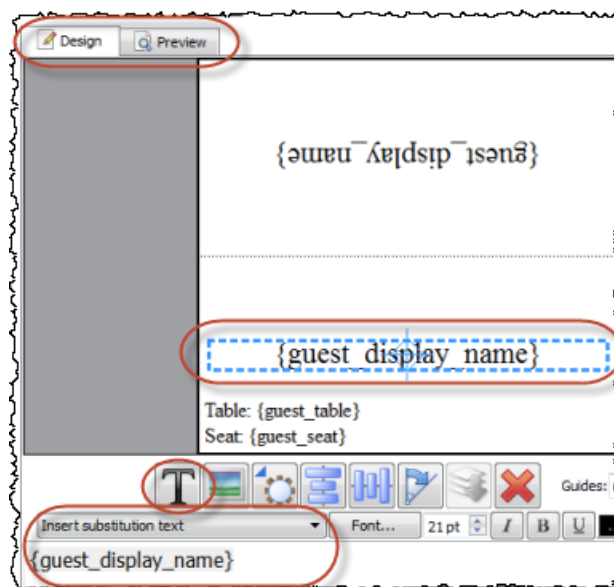 Design Preview
{guest_display_name}
{guest_display_name}
Table: {guest_table}
Seat: {guest_seat}
T Guides:
Insert substitution text Font... 21 pt I B U
{guest_display_name}